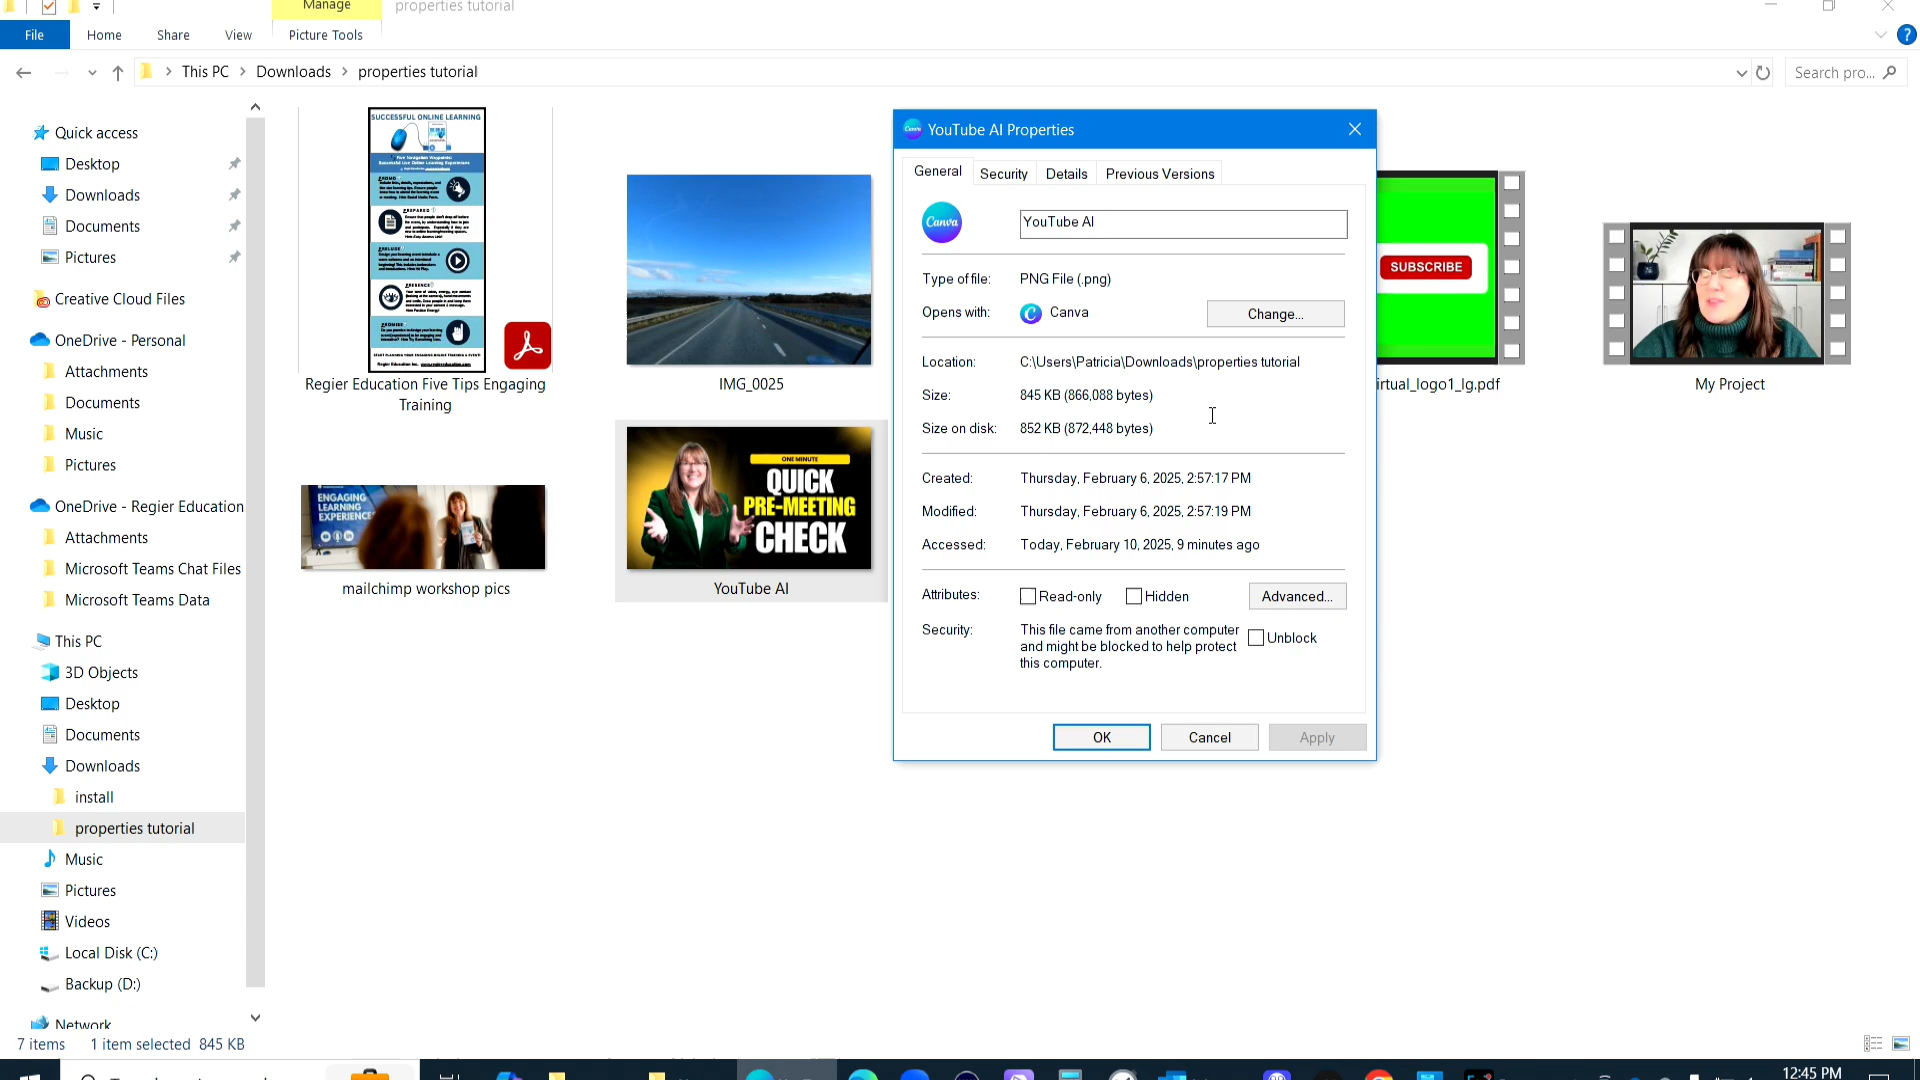 Manage
properties tutorial
File
Home
Share
View
Picture Tools
This PC
Downloads
properties tutorial
Search pro...
Quick access
Desktop
Downloads
Documents
Pictures
Creative Cloud Files
OneDrive - Personal
Attachments
Documents
Music
Pictures
OneDrive - Regier Education
Attachments
Microsoft Teams Chat Files
Microsoft Teams Data
This PC
3D Objects
Desktop
Documents
Downloads
install
properties tutorial
Music
Pictures
Videos
Local Disk (C:)
Backup (D:)
Network
SUCCESSFUL ONLINE LEARNING
Regier Education Five Tips Engaging
Training
IMG_0025
mailchimp workshop pics
ENGAGING
LEARNING
EXPERIENCE
ONE MINUTE
QUICK
PRE-MEETING
CHECK
YouTube AI
SUBSCRIBE
irtual_logo1_lg.pdf
My Project
Canva
YouTube AI Properties
General
Security
Details
Previous Versions
Canva
YouTube AI
Type of file: PNG File (.png)
Opens with: Canva
Change...
Location: C:\Users\Patricia\Downloads\properties tutorial
Size: 845 KB (866,088 bytes)
Size on disk: 852 KB (872,448 bytes)
Created: Thursday, February 6, 2025, 2:57:17 PM
Modified: Thursday, February 6, 2025, 2:57:19 PM
Accessed: Today, February 10, 2025, 9 minutes ago
Attributes: Read-only Hidden Advanced...
Security: This file came from another computer
and might be blocked to help protect
this computer.
Unblock
OK
Cancel
Apply
7 items
1 item selected 845 KB
12:45 PM